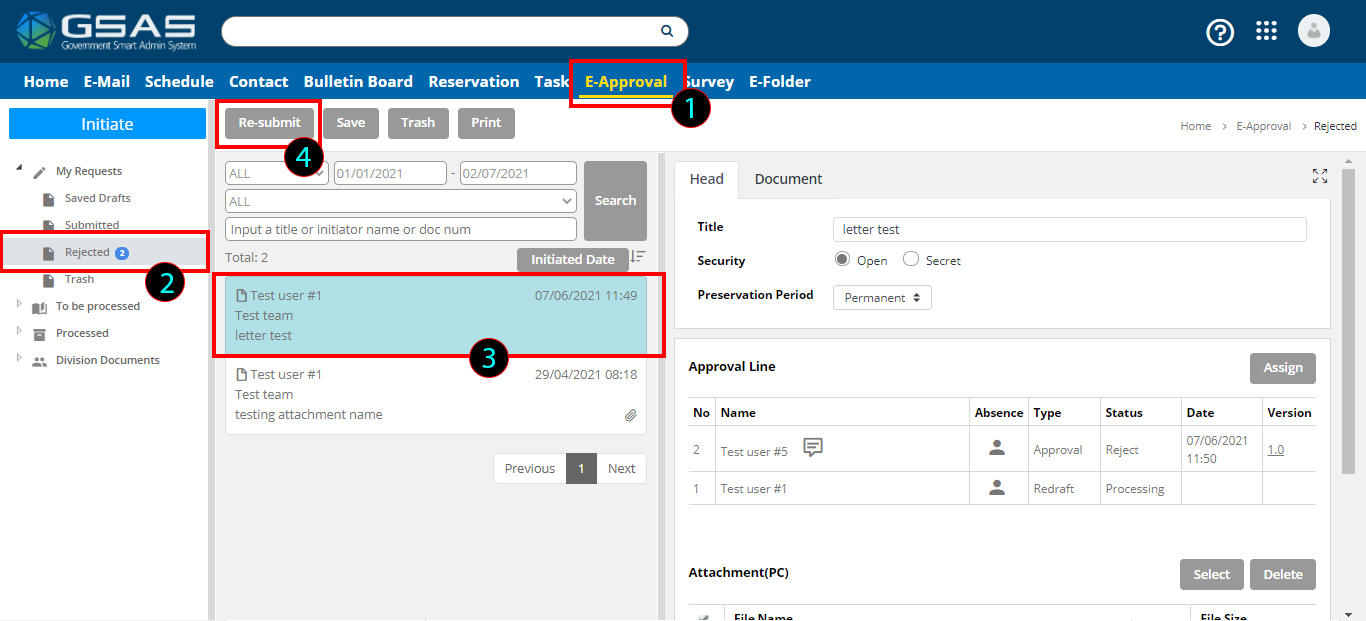 GSAS
Government Smart Admin System
Home E-Mail Schedule Contact Bulletin Board Reservation Task E-Approval Survey E-Folder
1
Initiate
Re-submit Save Trash Print
Home > E-Approval > Rejected
4
My Requests
Saved Drafts
Submitted
Rejected 2
2
Trash
To be processed
Processed
Division Documents
ALL 01/01/2021 - 02/07/2021
ALL
Search
Input a title or initiator name or doc num
Total: 2 Initiated Date
Test user #1 07/06/2021 11:49
Test team
letter test
3
Test user #1 29/04/2021 08:18
Test team
testing attachment name
Previous 1 Next
Head Document
Title letter test
Security Open Secret
Preservation Period Permanent
Approval Line Assign
No Name Absence Type Status Date Version
2 Test user #5 Approval Reject 07/06/2021 11:50 1.0
1 Test user #1 Redraft Processing
Attachment(PC) Select Delete
File Name File Size